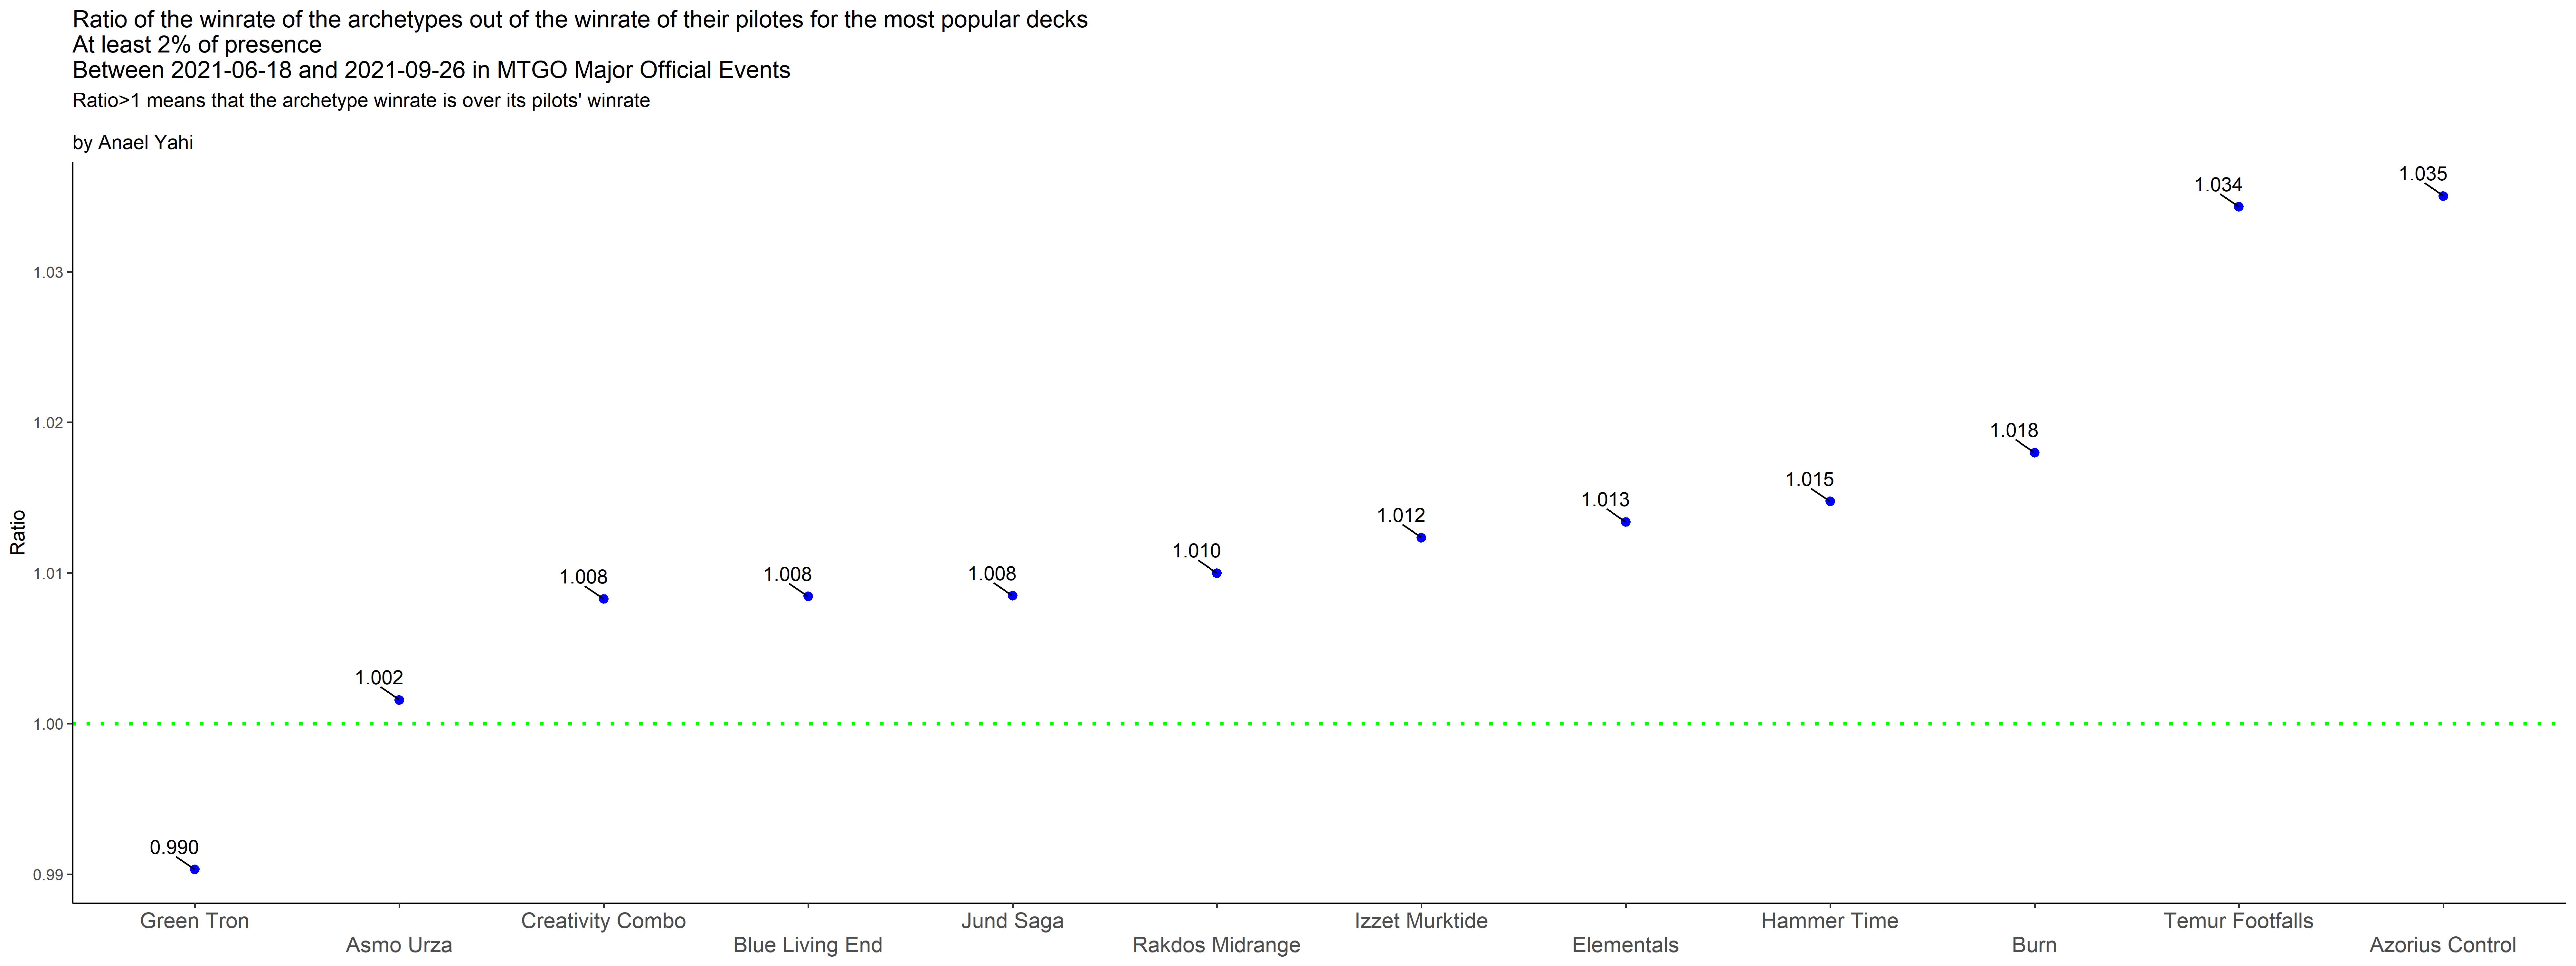 Ratio of the winrate of the archetypes out of the winrate of their pilotes for the most popular decks
At least 2% of presence
Between 2021-06-18 and 2021-09-26 in MTGO Major Official Events
Ratio>1 means that the archetype winrate is over its pilots' winrate
by Anael Yahi
Ratio
1.03
1.02
1.01
1.00
0.99
0.990
1.002
1.008
1.008
1.008
1.010
1.012
1.013
1.015
1.018
1.034
1.035
Green Tron
Asmo Urza
Creativity Combo
Blue Living End
Jund Saga
Rakdos Midrange
Izzet Murktide
Elementals
Hammer Time
Burn
Temur Footfalls
Azorius Control